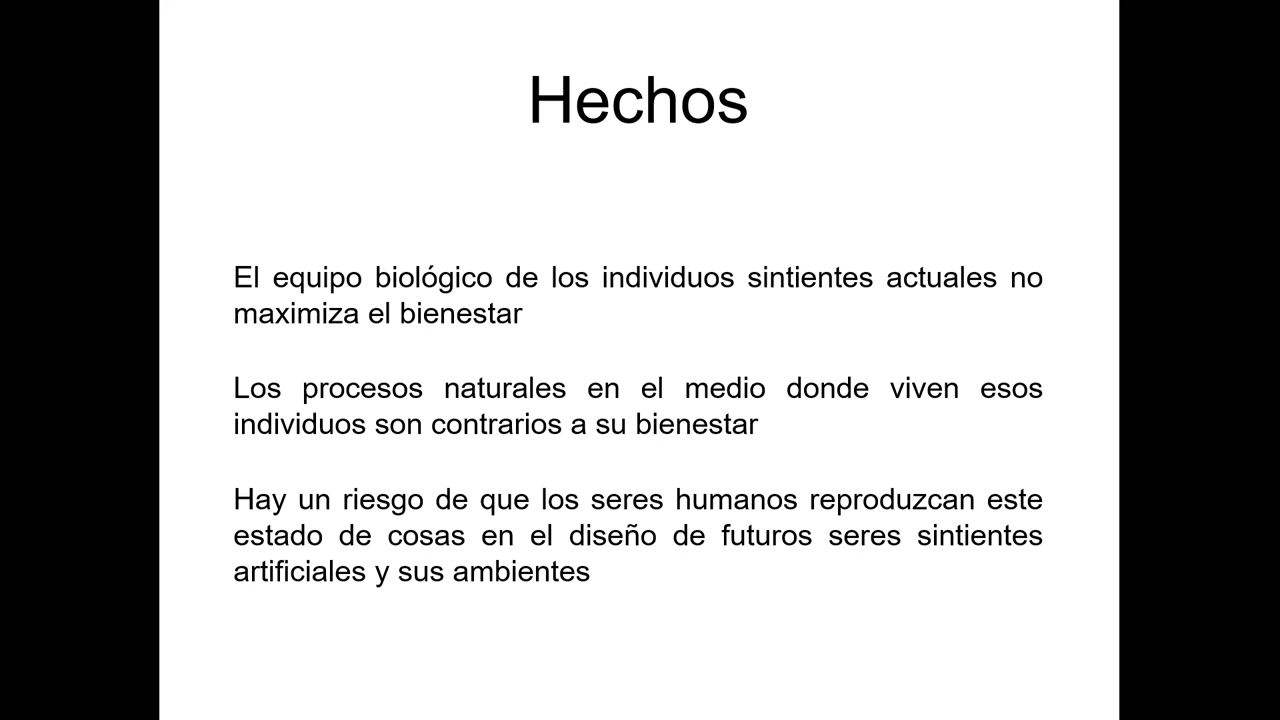 Hechos
El equipo biológico de los individuos sintientes actuales no
maximiza el bienestar
Los procesos naturales en el medio donde viven esos
individuos son contrarios a su bienestar
Hay un riesgo de que los seres humanos reproduzcan este
estado de cosas en el diseño de futuros seres sintientes
artificiales y sus ambientes